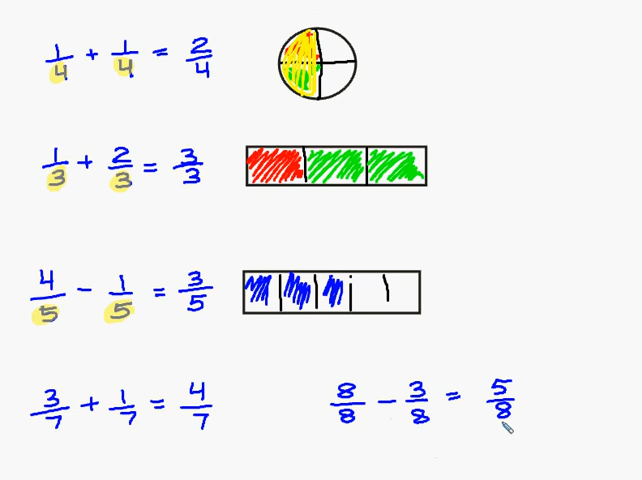 1/4 + 1/4 = 2/4
1/3 + 2/3 = 3/3
4/5 - 1/5 = 3/5
3/7 + 1/7 = 4/7
8/8 - 3/8 = 5/8